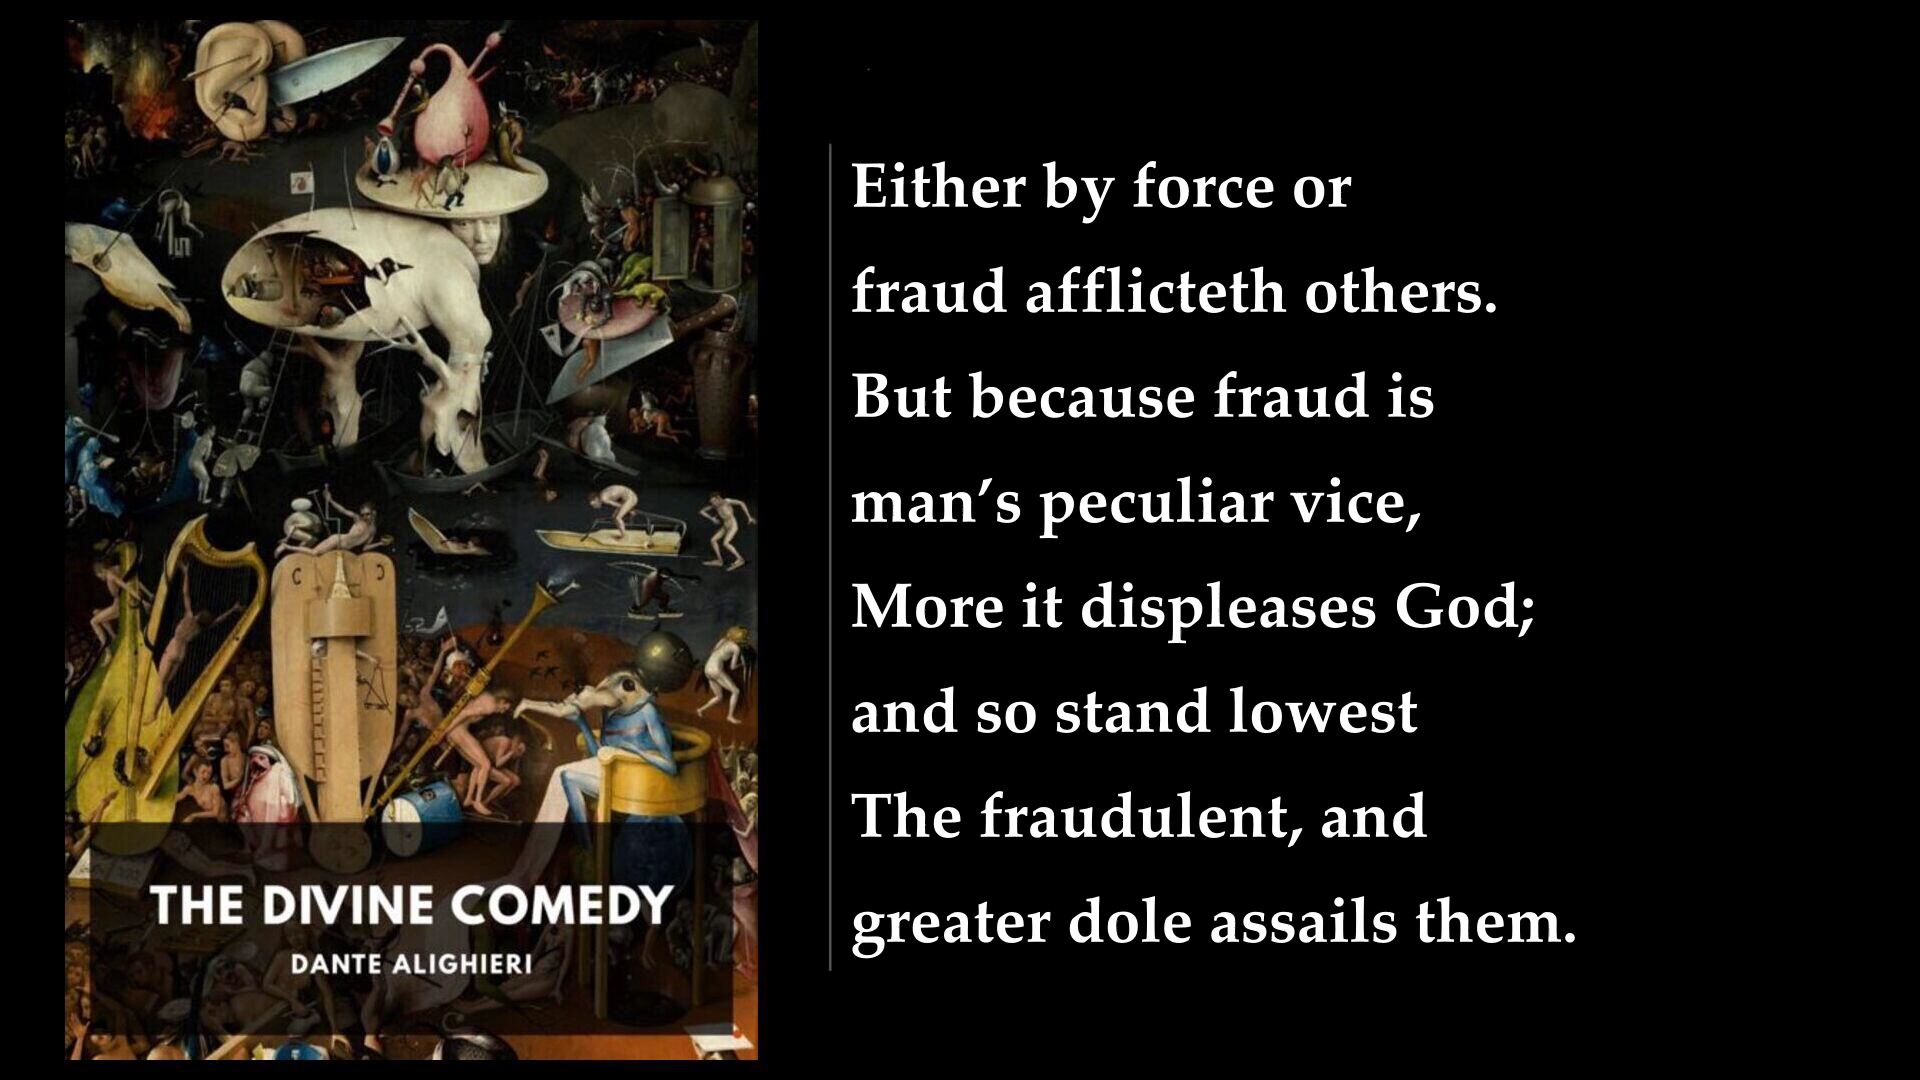 THE DIVINE COMEDY
DANTE ALIGHIERI
Either by force or
fraud afflicteth others.
But because fraud is
man’s peculiar vice,
More it displeases God;
and so stand lowest
The fraudulent, and
greater dole assails them.